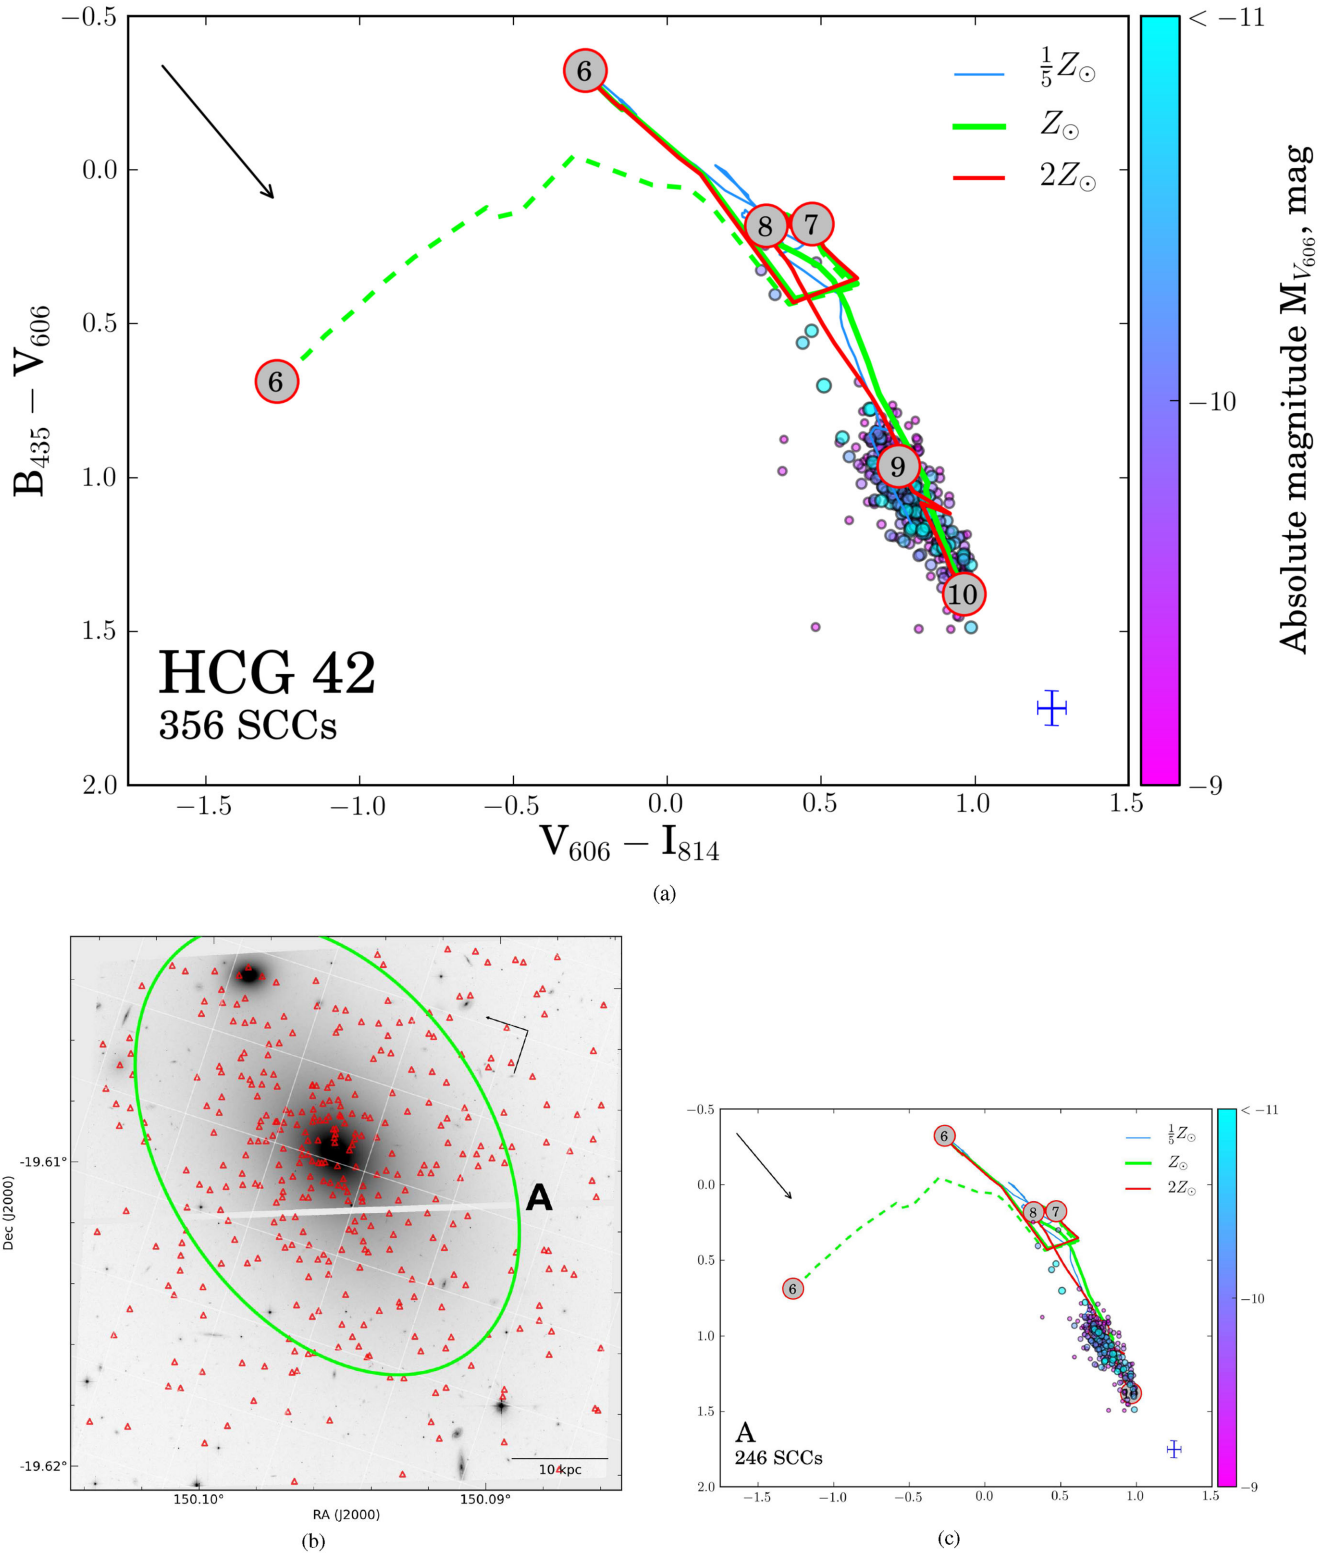 −0.5
0.0
0.5
1.0
1.5
2.0
B435 − V606
−1.5
−1.0
−0.5
0.0
0.5
1.0
1.5
V606 − I814
6
6
8
7
9
10
1/5 Z⊙
Z⊙
2Z⊙
HCG 42
356 SCCs
< −11
−10
−9
Absolute magnitude MV606, mag
(a)
Dec (J2000)
-19.61°
-19.62°
A
10 kpc
150.10°
150.09°
RA (J2000)
(b)
−0.5
0.0
0.5
1.0
1.5
2.0
6
6
8
7
10
1/5 Z⊙
Z⊙
2Z⊙
A
246 SCCs
−1.5
−1.0
−0.5
0.0
0.5
1.0
1.5
< −11
−10
−9
(c)